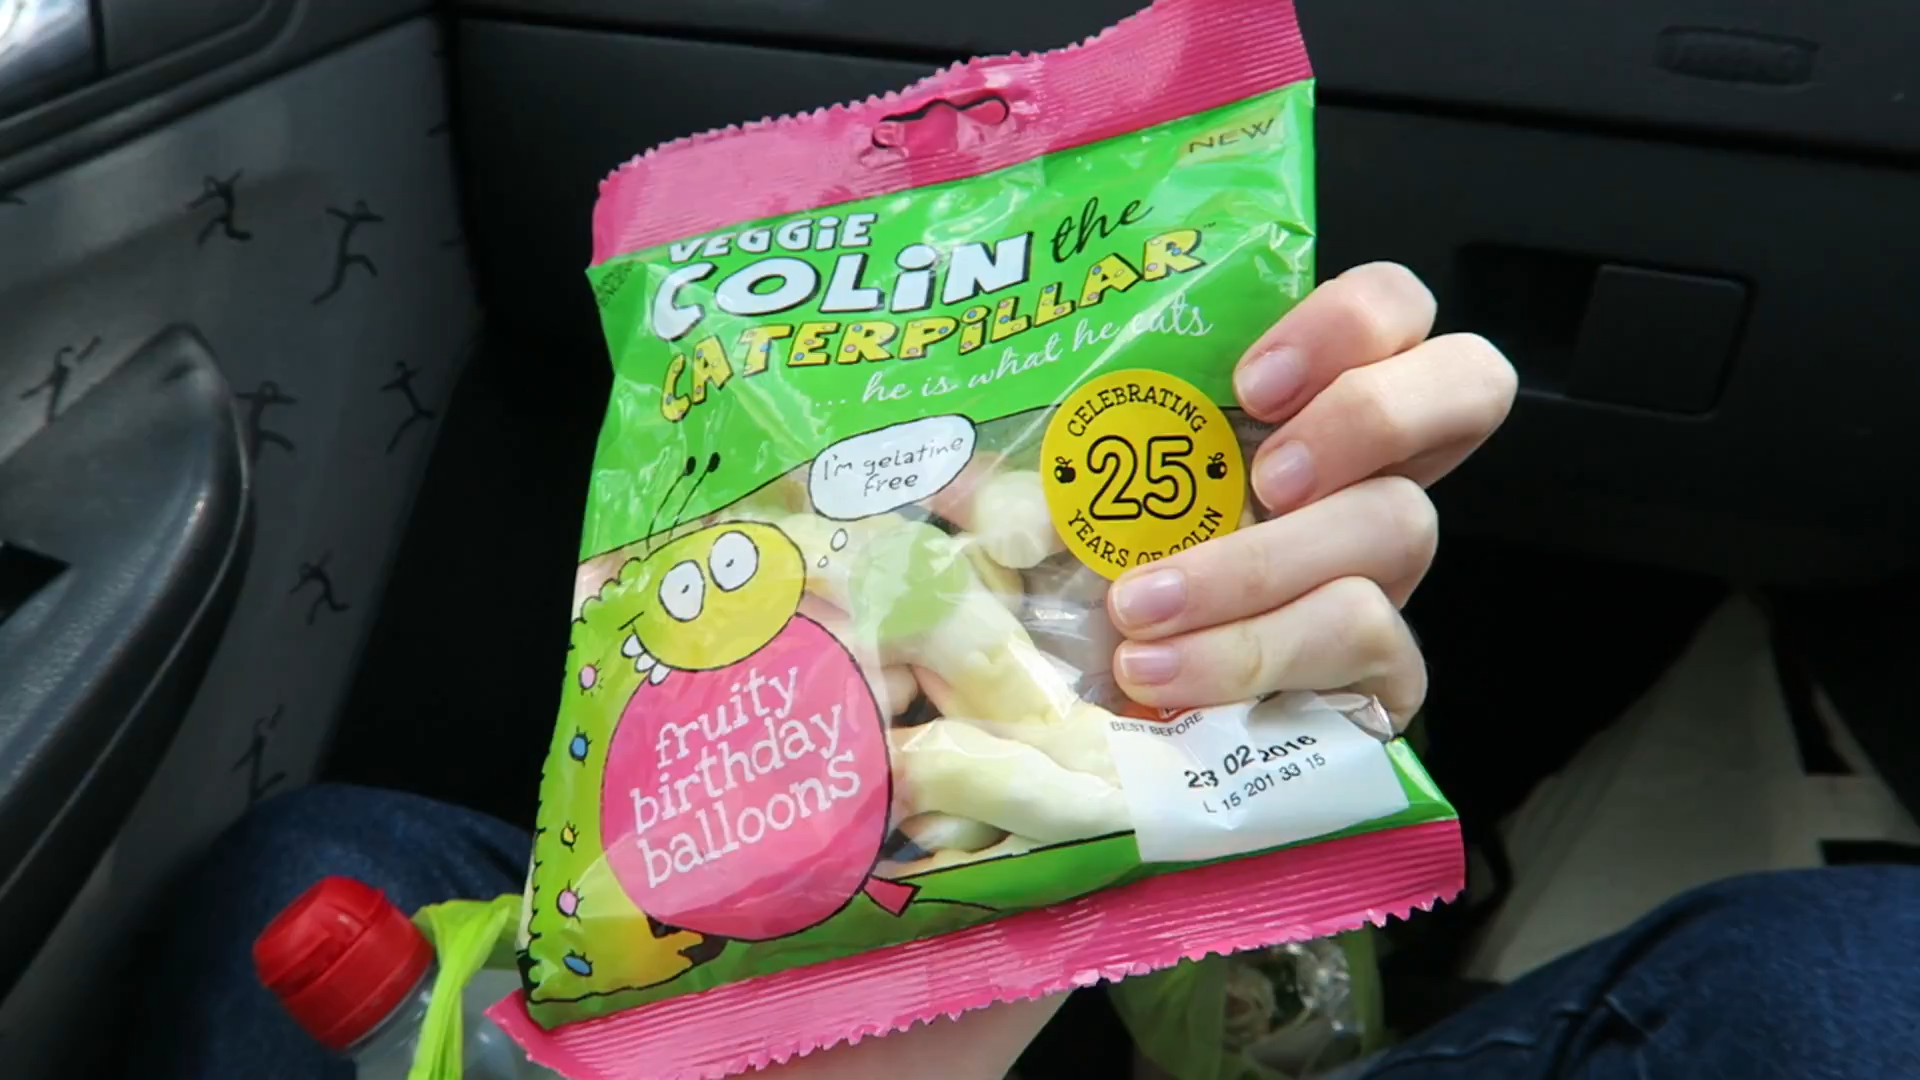 NEW
VEGGiE
COLiN the
CATERPiLLAR™
... he is what he eats
I'm gelatine
free
CELEBRATING
25
YEARS OF COLIN
fruity
birthday
balloons
BEST BEFORE
23 02 2016
L 15 201 33 15